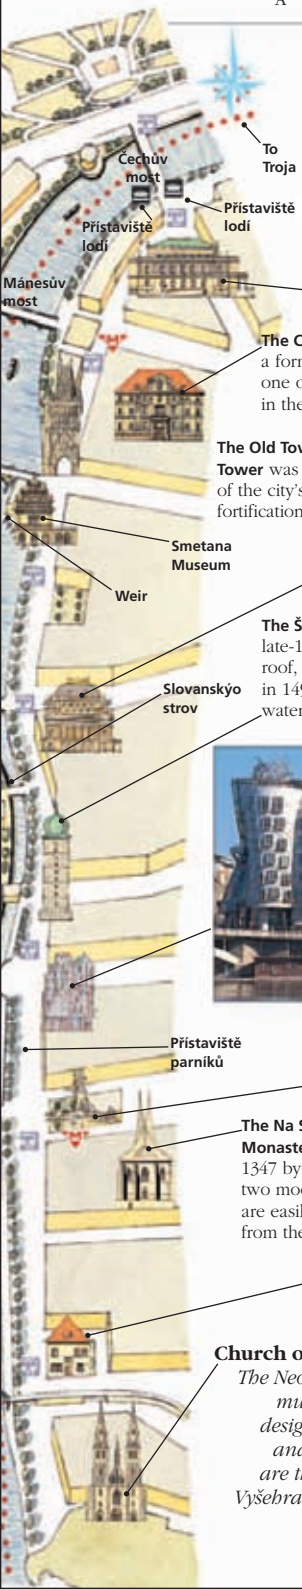 A
To
Troja
Čechův
most
Přístaviště
lodí
Přístaviště
lodí
Mánesův
most
The C
a form
one o
in the
The Old Tow
Tower was
of the city's
fortification
Smetana
Museum
Weir
The Š
late-1
roof,
in 149
water
Slovanskýo
strov
Přístaviště
parníků
The Na S
Monaste
1347 by
two mod
are easil
from the
Church o
The Neo
mu
desig
and
are th
Vyšehra